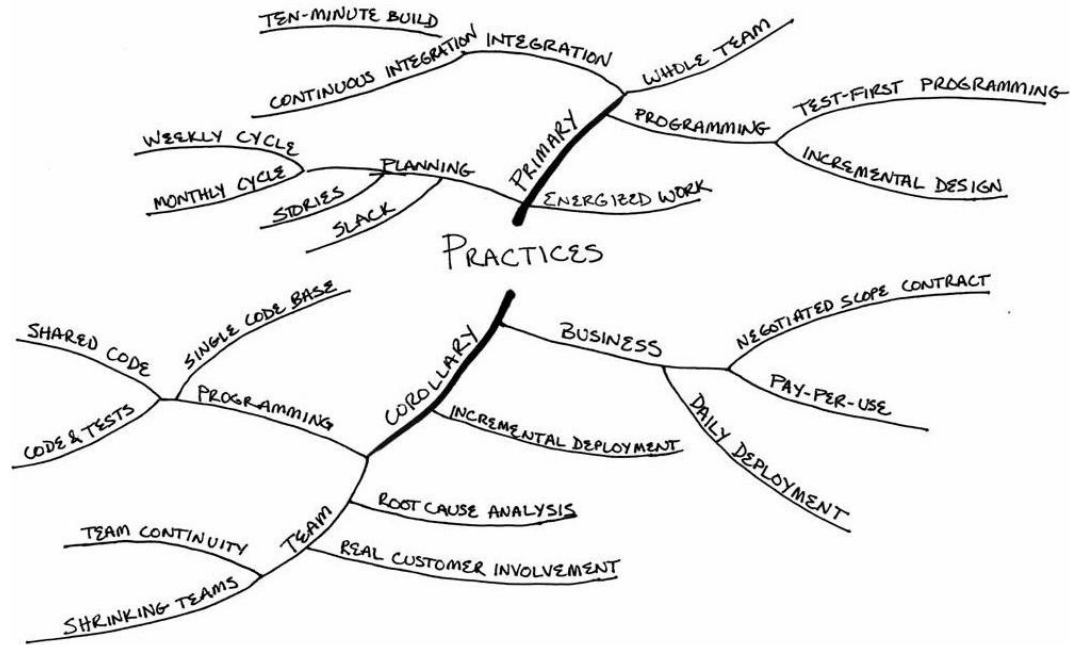 TEN-MINUTE BUILD
CONTINUOUS INTEGRATION
INTEGRATION
WHOLE TEAM
PRIMARY
PROGRAMMING
TEST-FIRST PROGRAMMING
INCREMENTAL DESIGN
WEEKLY CYCLE
MONTHLY CYCLE
PLANNING
STORIES
SLACK
ENERGIZED WORK
PRACTICES
COROLLARY
BUSINESS
NEGOTIATED SCOPE CONTRACT
PAY-PER-USE
DAILY DEPLOYMENT
SHARED CODE
SINGLE CODE BASE
CODE & TESTS
PROGRAMMING
INCREMENTAL DEPLOYMENT
TEAM
ROOT CAUSE ANALYSIS
REAL CUSTOMER INVOLVEMENT
TEAM CONTINUITY
SHRINKING TEAMS